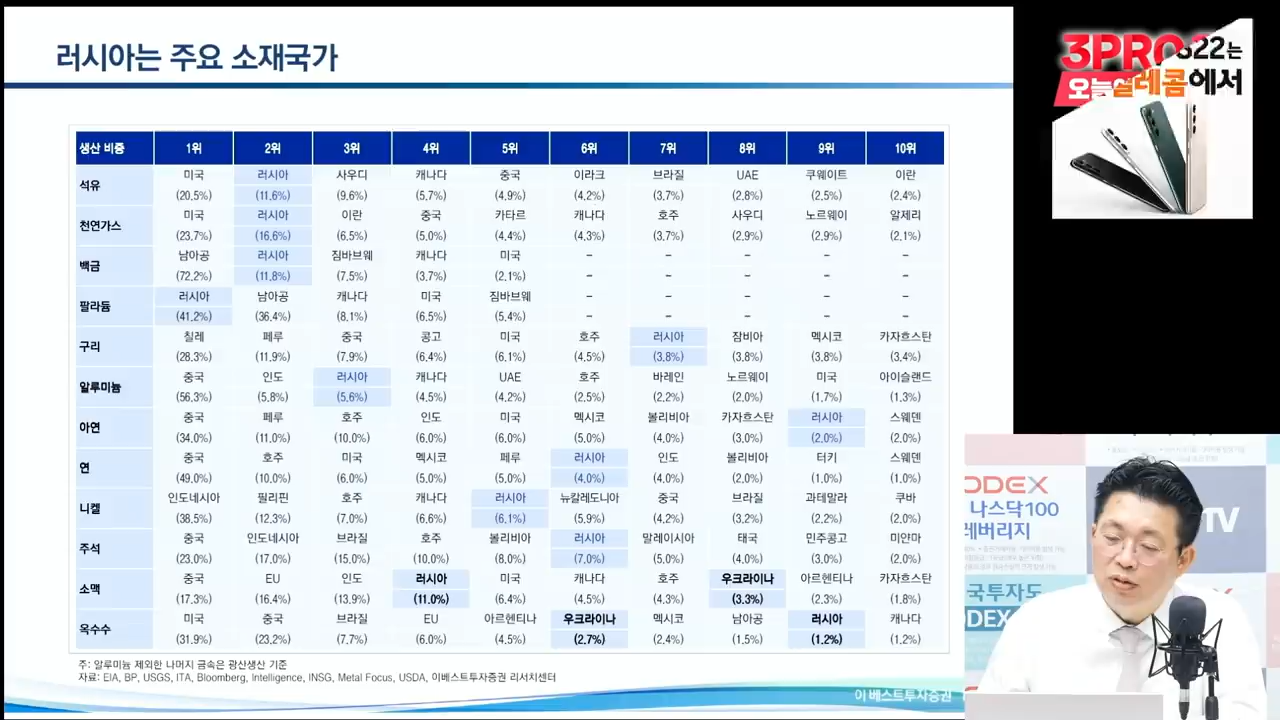 러시아는 주요 소재국가
생산 비중 1위 2위 3위 4위 5위 6위 7위 8위 9위 10위
석유 미국 러시아 사우디 캐나다 중국 이라크 브라질 UAE 쿠웨이트 이란
(20.5%) (11.6%) (9.6%) (5.7%) (4.9%) (4.2%) (3.7%) (2.8%) (2.5%) (2.4%)
천연가스 미국 러시아 이란 중국 카타르 캐나다 호주 사우디 노르웨이 알제리
(23.7%) (16.6%) (6.5%) (5.0%) (4.4%) (4.3%) (3.7%) (2.9%) (2.9%) (2.1%)
백금 남아공 러시아 짐바브웨 캐나다 미국 – – – – –
(72.2%) (11.8%) (7.5%) (3.7%) (2.1%) – – – – –
팔라듐 러시아 남아공 캐나다 미국 짐바브웨 – – – – –
(41.2%) (36.4%) (8.1%) (6.5%) (5.4%) – – – – –
구리 칠레 페루 중국 콩고 미국 호주 러시아 잠비아 멕시코 카자흐스탄
(28.3%) (11.9%) (7.9%) (6.4%) (6.1%) (4.5%) (3.8%) (3.8%) (3.8%) (3.4%)
알루미늄 중국 인도 러시아 캐나다 UAE 호주 바레인 노르웨이 미국 아이슬랜드
(56.3%) (5.8%) (5.6%) (4.5%) (4.2%) (2.5%) (2.2%) (2.0%) (1.7%) (1.3%)
아연 중국 페루 호주 인도 미국 멕시코 볼리비아 카자흐스탄 러시아 스웨덴
(34.0%) (11.0%) (10.0%) (6.0%) (6.0%) (5.0%) (4.0%) (3.0%) (2.0%) (2.0%)
연 중국 호주 미국 멕시코 페루 러시아 인도 볼리비아 터키 스웨덴
(49.0%) (10.0%) (6.0%) (5.0%) (5.0%) (4.0%) (4.0%) (2.0%) (1.0%) (1.0%)
니켈 인도네시아 필리핀 호주 캐나다 러시아 뉴칼레도니아 중국 브라질 과데말라 쿠바
(38.5%) (12.3%) (7.0%) (6.6%) (6.1%) (5.9%) (4.2%) (3.2%) (2.2%) (2.0%)
주석 중국 인도네시아 브라질 호주 볼리비아 러시아 말레이시아 태국 민주콩고 미얀마
(23.0%) (17.0%) (15.0%) (10.0%) (8.0%) (7.0%) (5.0%) (4.0%) (3.0%) (2.0%)
소맥 중국 EU 인도 러시아 미국 캐나다 호주 우크라이나 아르헨티나 카자흐스탄
(17.3%) (16.4%) (13.9%) (11.0%) (6.4%) (4.5%) (4.3%) (3.3%) (2.3%) (1.8%)
옥수수 미국 중국 브라질 EU 아르헨티나 우크라이나 멕시코 남아공 러시아 캐나다
(31.9%) (23.2%) (7.7%) (6.0%) (4.5%) (2.7%) (2.4%) (1.5%) (1.2%) (1.2%)
주: 알루미늄 제외한 나머지 금속은 광산생산 기준
자료: EIA, BP, USGS, ITA, Bloomberg, Intelligence, INSG, Metal Focus, USDA, 이베스트투자증권 리서치센터
이베스트투자증권
3PRO S22는
오늘 레콤에서
ODEX
나스닥100
레버리지
국투자도
ODEX
TV